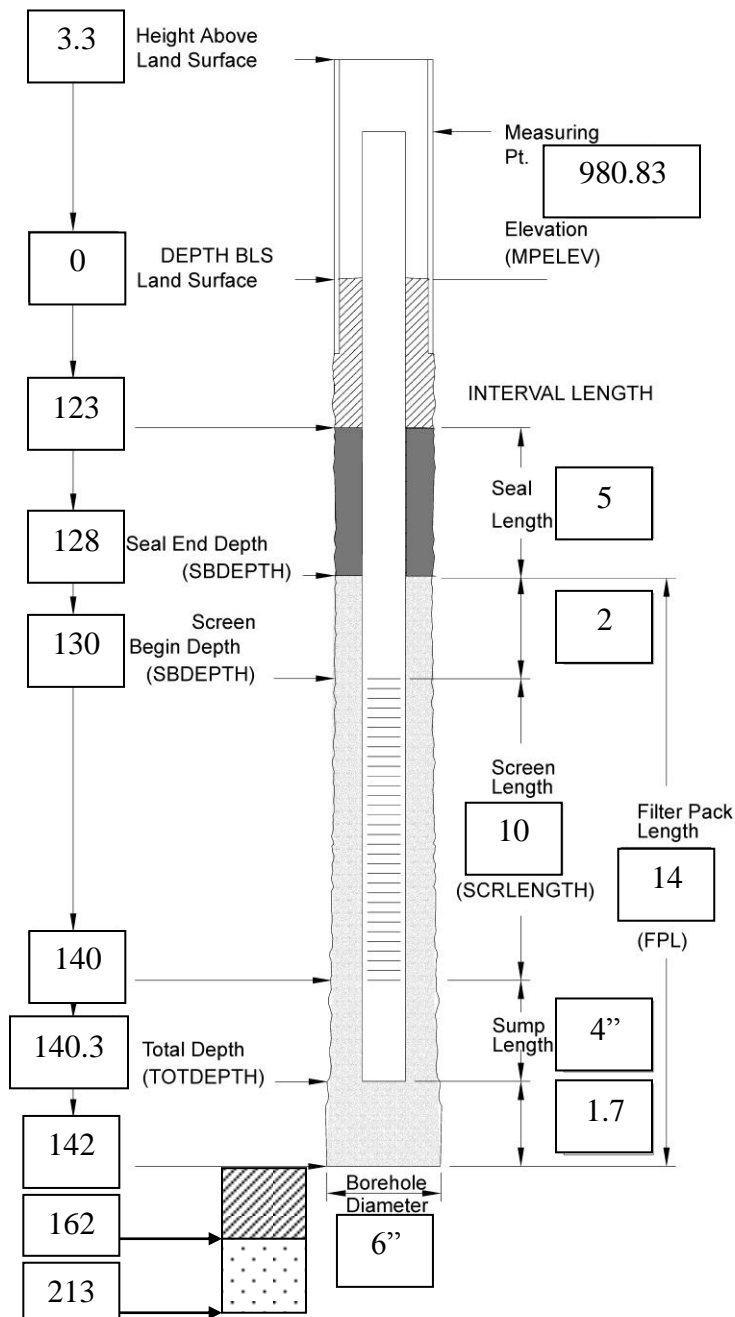 3.3
Height Above
Land Surface
Measuring
Pt.
980.83
Elevation
(MPELEV)
0
DEPTH BLS
Land Surface
123
INTERVAL LENGTH
Seal
Length
5
128
Seal End Depth
(SBDEPTH)
2
130
Screen
Begin Depth
(SBDEPTH)
Screen
Length
10
(SCRLENGTH)
Filter Pack
Length
14
(FPL)
140
Sump
Length
4”
140.3
Total Depth
(TOTDEPTH)
1.7
142
Borehole
Diameter
6”
162
213